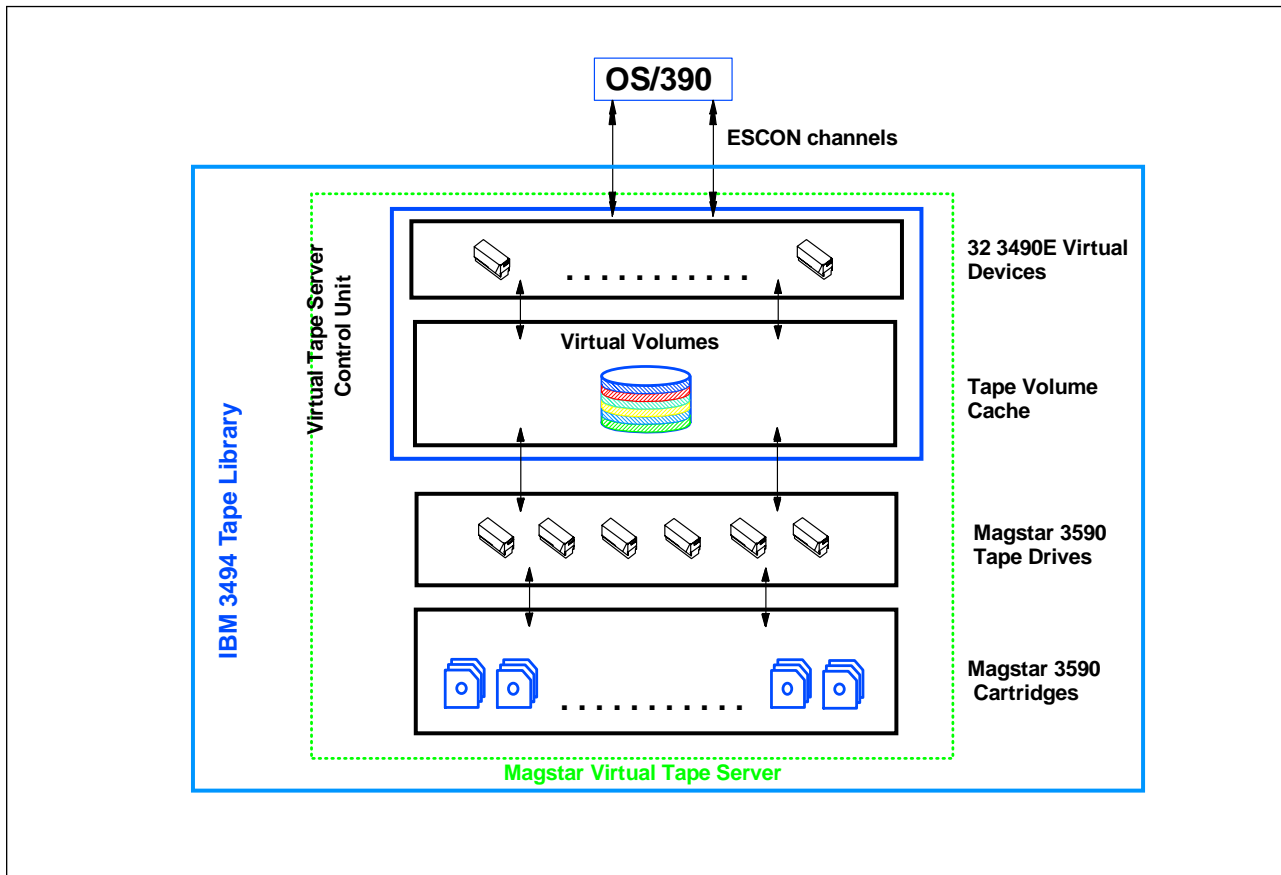 OS/390
ESCON channels
32 3490E Virtual
Devices
Virtual Tape Server
Control Unit
Virtual Volumes
Tape Volume
Cache
IBM 3494 Tape Library
Magstar 3590
Tape Drives
Magstar 3590
Cartridges
Magstar Virtual Tape Server